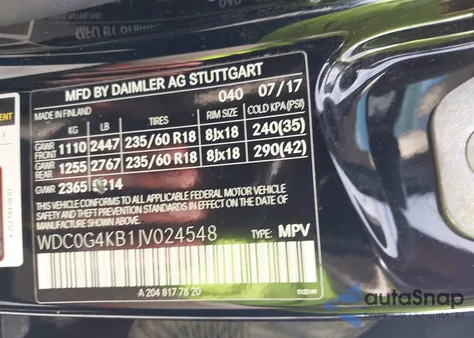 MFD BY DAIMLER AG STUTTGART
MADE IN FINLAND 040 07/17
KG LB TIRES RIM SIZE COLD KPA(PSI)
GAWR FRONT 1110 2447 235/60 R18 8Jx18 240(35)
GAWR REAR 1255 2767 235/60 R18 8Jx18 290(42)
GVWR 2365
THIS VEHICLE CONFORMS TO ALL APPLICABLE FEDERAL MOTOR VEHICLE
SAFETY, BUMPER, AND THEFT PREVENTION STANDARDS IN EFFECT ON THE
DATE OF MANUFACTURE SHOWN ABOVE.
WDC0G4KB1JV024548 TYPE: MPV
A 204 817 78 20
autoSnap